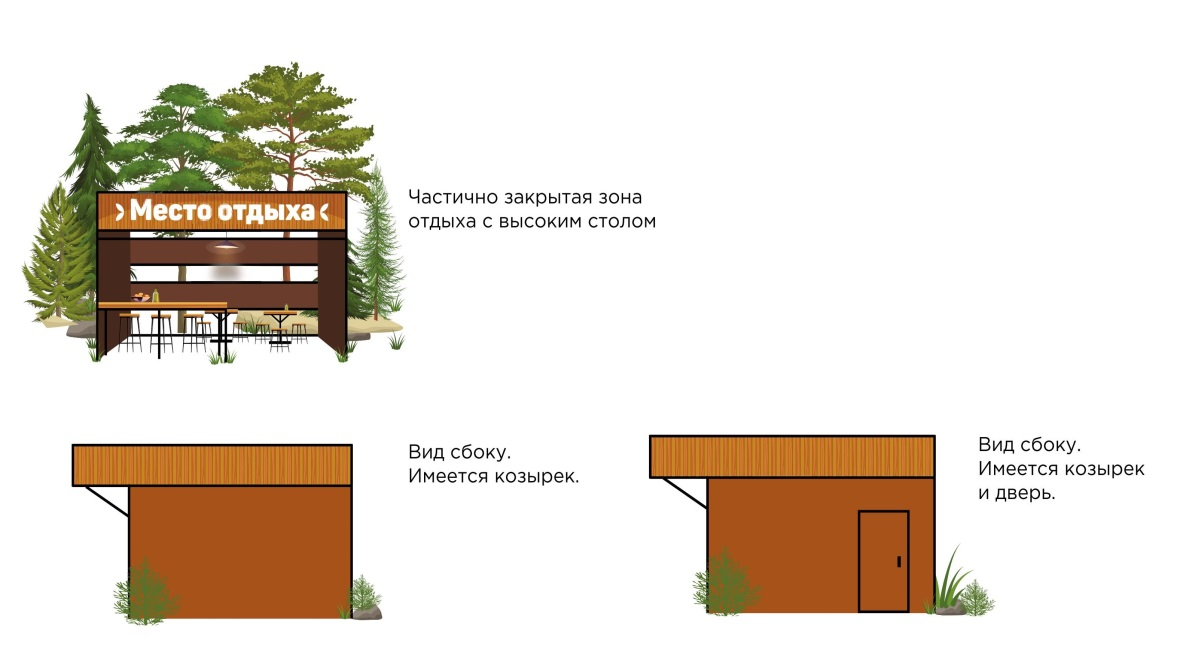 Место отдыха
Частично закрытая зона
отдыха с высоким столом
Вид сбоку.
Имеется козырек.
Вид сбоку.
Имеется козырек
и дверь.